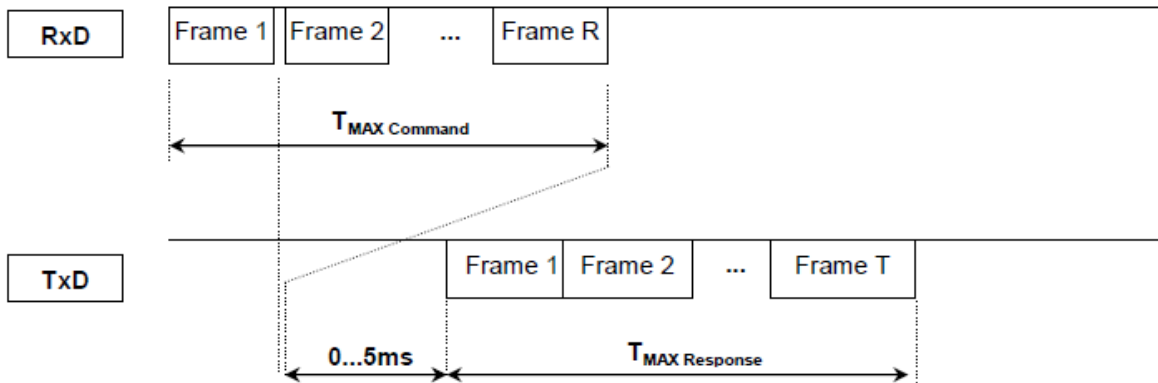 RxD
Frame 1 Frame 2 ... Frame R
TMAX Command
TxD
Frame 1 Frame 2 ... Frame T
0...5ms TMAX Response